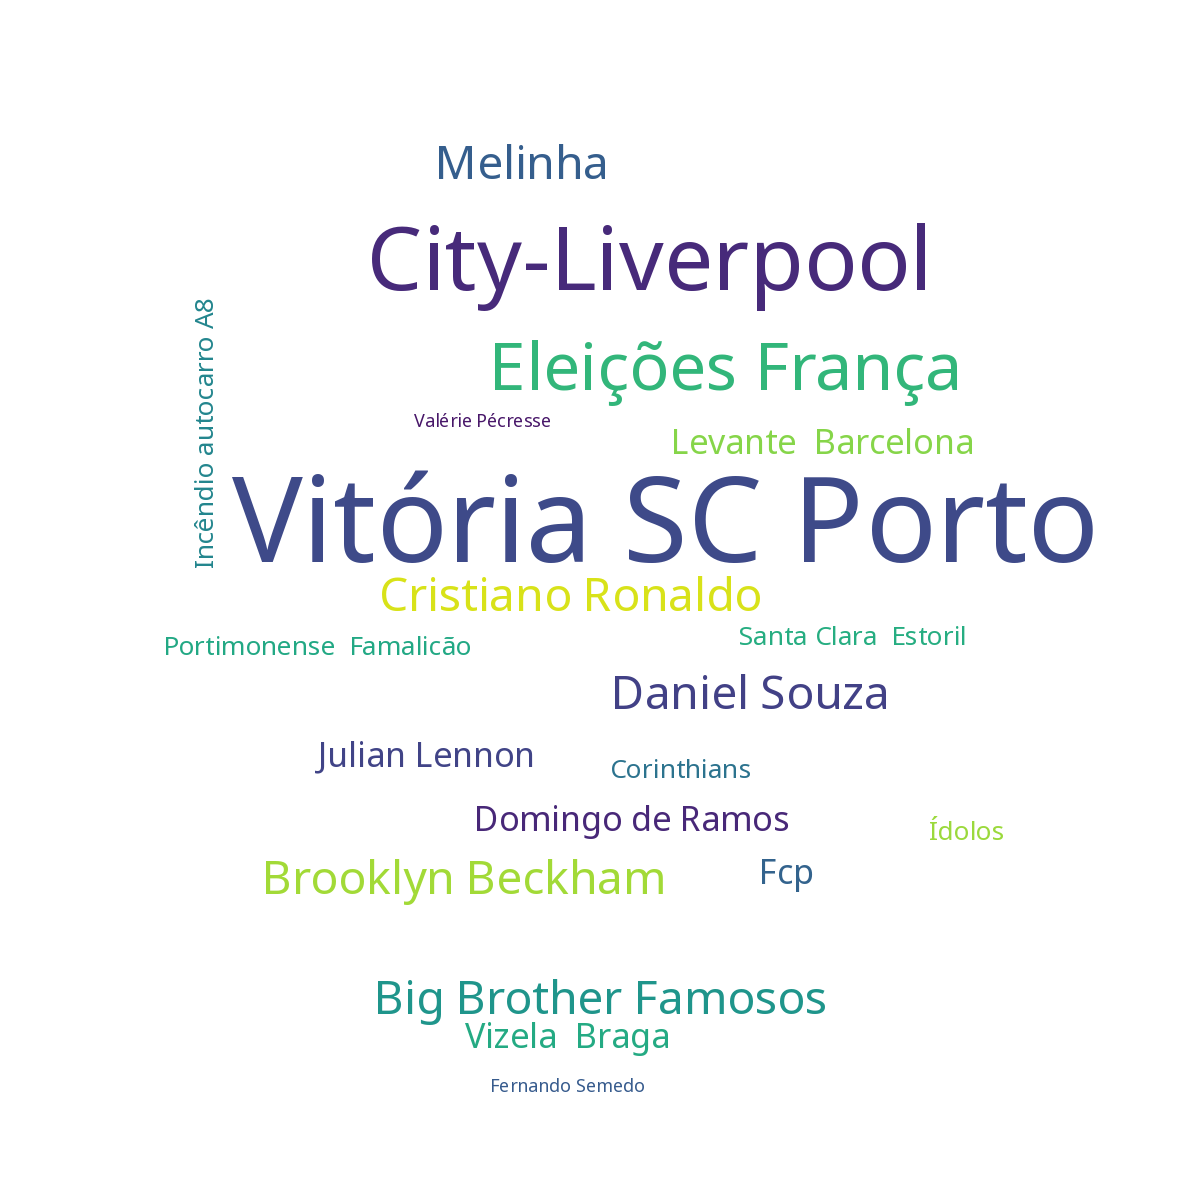 Melinha
City-Liverpool
Incêndio autocarro A8
Eleições França
Valérie Pécresse
Levante  Barcelona
Vitória SC Porto
Cristiano Ronaldo
Santa Clara  Estoril
Portimonense  Famalicão
Daniel Souza
Julian Lennon
Corinthians
Domingo de Ramos
Ídolos
Fcp
Brooklyn Beckham
Big Brother Famosos
Vizela  Braga
Fernando Semedo